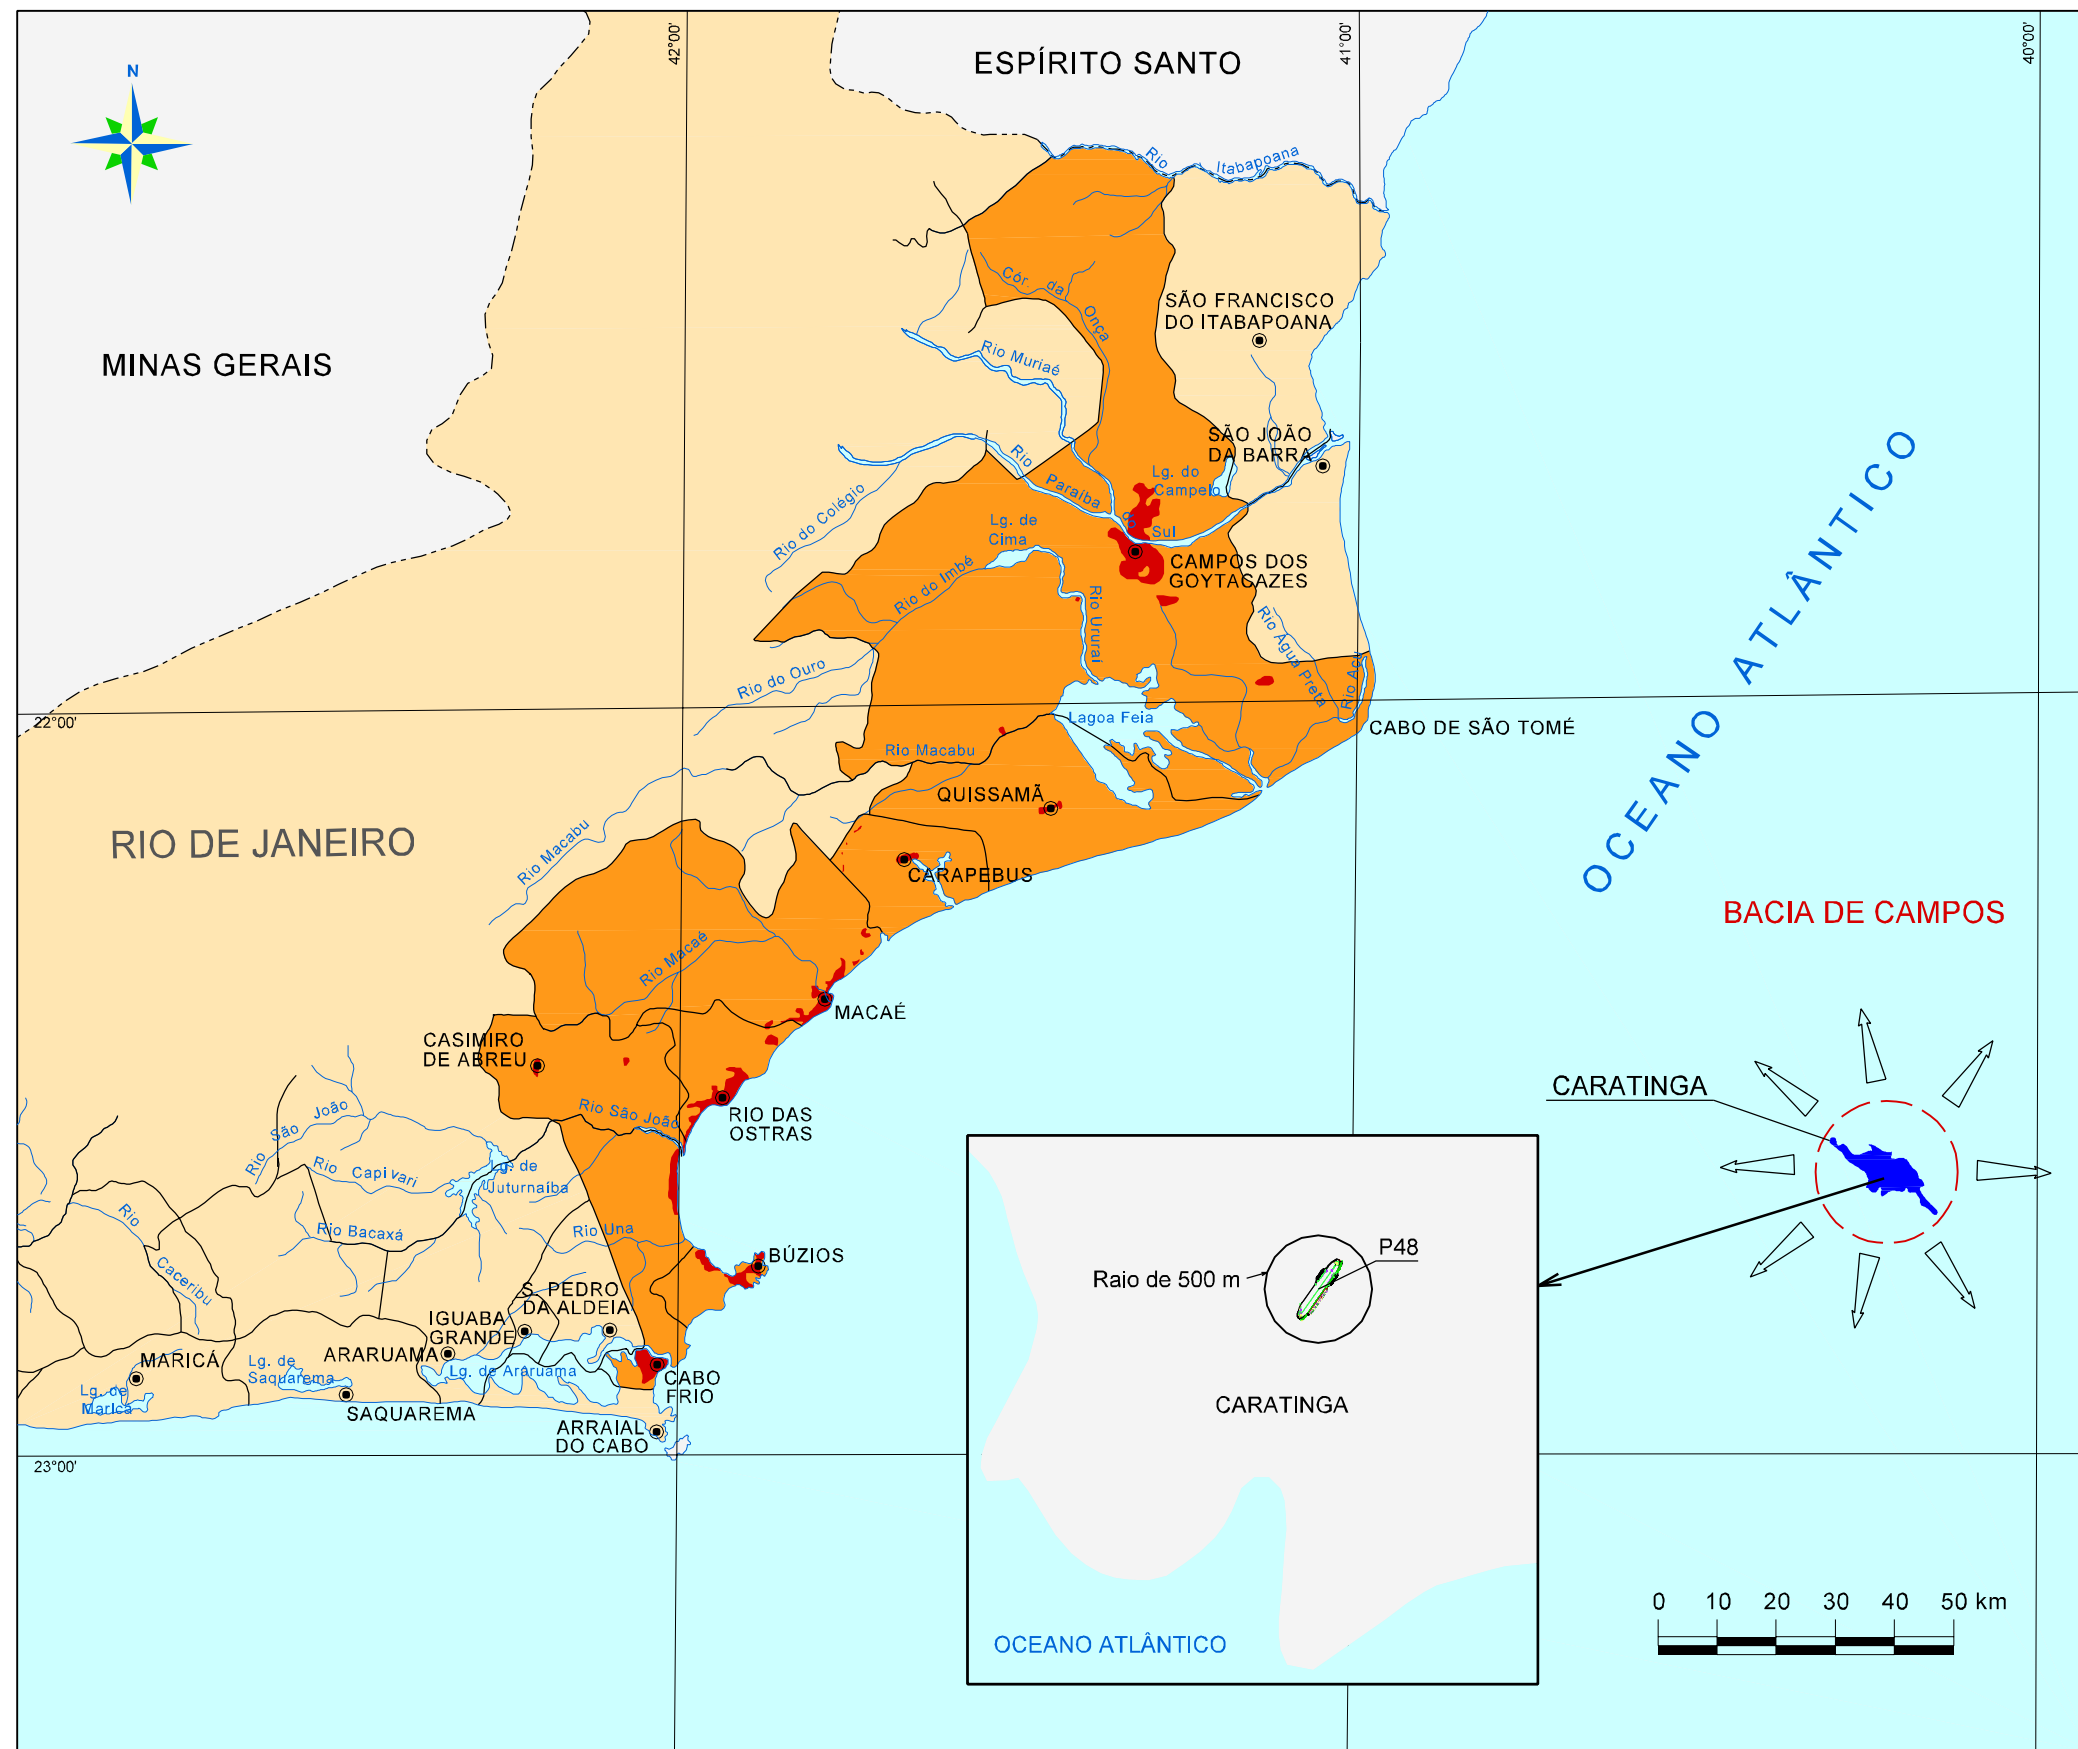 42°00'
41°00'
40°00'
N
ESPÍRITO SANTO
Rio
Itabapoana
MINAS GERAIS
Cór. da Onça
SÃO FRANCISCO
DO ITABAPOANA
Rio Muriaé
SÃO JOÃO
DA BARRA
Rio Paraíba do Sul
Lg. do
Campelo
Rio do Colégio
Lg. de
Cima
CAMPOS DOS
GOYTACAZES
Rio do Imbé
Rio Ururaí
Rio Água Preta
Rio Açu
Rio do Ouro
22°00'
Lagoa Feia
CABO DE SÃO TOMÉ
OCEANO ATLÂNTICO
Rio Macabu
QUISSAMÃ
RIO DE JANEIRO
Rio Macabu
CARAPEBUS
BACIA DE CAMPOS
Rio Macaé
MACAÉ
CASIMIRO
DE ABREU
CARATINGA
Rio São João
RIO DAS
OSTRAS
Rio São João
Rio Capivari
Lg. de
Juturnaíba
Rio Bacaxá
Rio Una
Rio
Caceribu
BÚZIOS
S. PEDRO
DA ALDEIA
IGUABA
GRANDE
ARARUAMA
MARICÁ
Lg. de
Saquarema
Lg. de Araruama
Lg. de
Maricá
SAQUAREMA
CABO
FRIO
ARRAIAL
DO CABO
23°00'
P48
Raio de 500 m
CARATINGA
OCEANO ATLÂNTICO
0 10 20 30 40 50 km